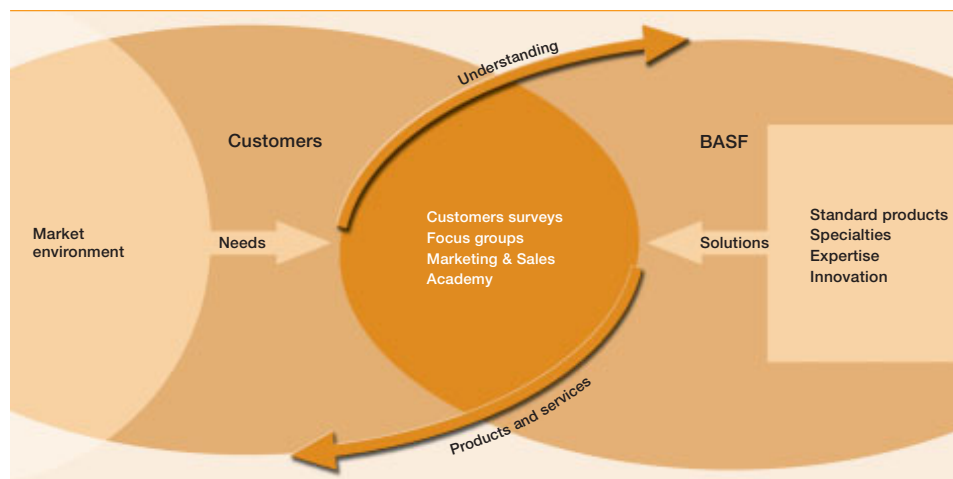 Understanding
Customers
BASF
Market
environment
Needs
Customers surveys
Focus groups
Marketing & Sales
Academy
Solutions
Standard products
Specialties
Expertise
Innovation
Products and services